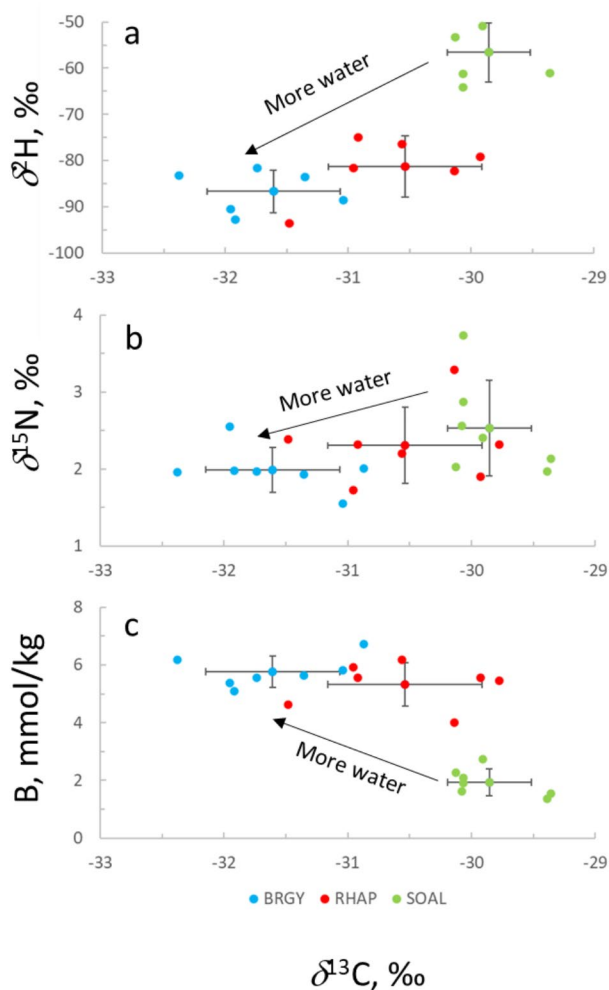 a
-50
-60
-70
-80
-90
-100
δ²H, ‰
More water
-33 -32 -31 -30 -29
b
4
3
2
1
δ¹⁵N, ‰
More water
-33 -32 -31 -30 -29
c
8
6
4
2
0
B, mmol/kg
More water
-33 -32 -31 -30 -29
BRGY RHAP SOAL
δ¹³C, ‰